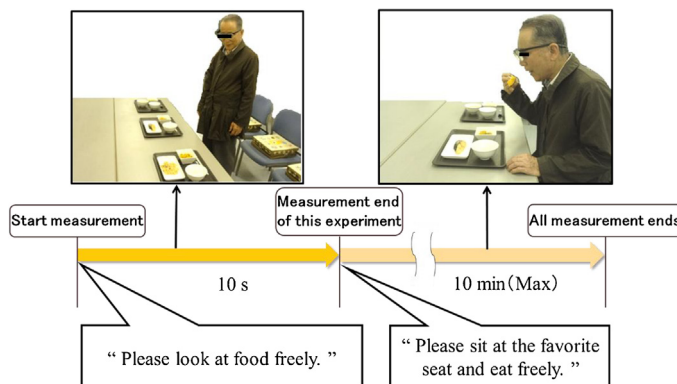 Start measurement
Measurement end
of this experiment
All measurement ends
10 s
10 min(Max)
“ Please look at food freely. ”
“ Please sit at the favorite
seat and eat freely. ”